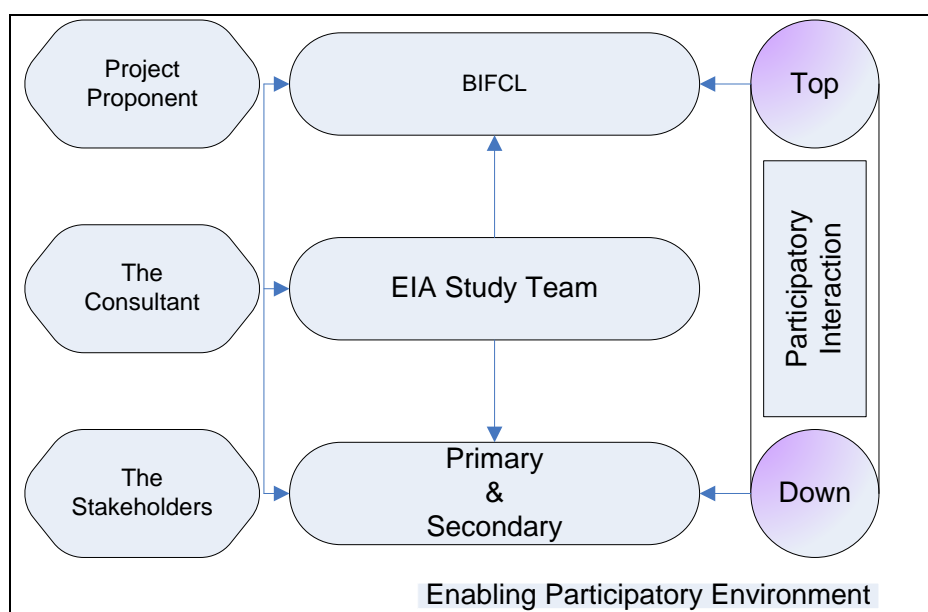 Project
Proponent
BIFCL
Top
The
Consultant
EIA Study Team
Participatory
Interaction
The
Stakeholders
Primary
&
Secondary
Down
Enabling Participatory Environment